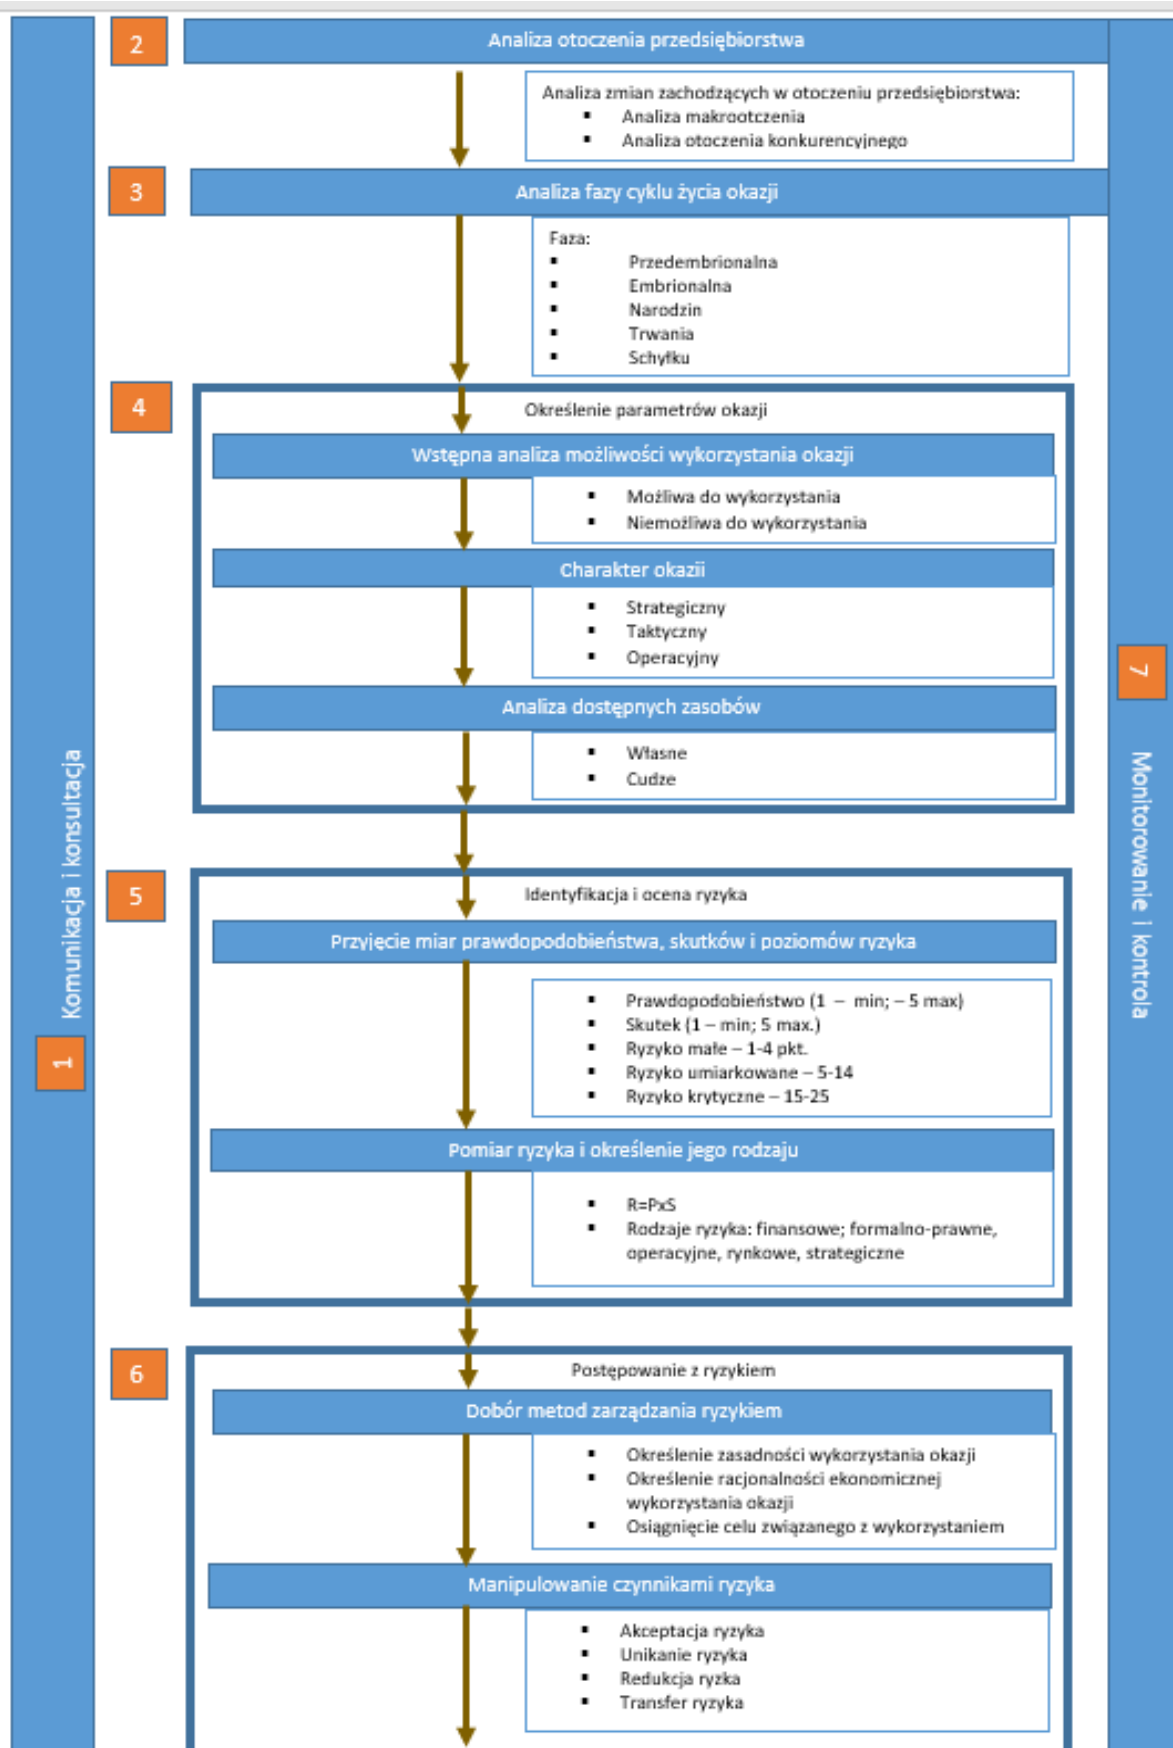 2
Analiza otoczenia przedsiębiorstwa
Analiza zmian zachodzących w otoczeniu przedsiębiorstwa:
▪ Analiza makrootczenia
▪ Analiza otoczenia konkurencyjnego
3
Analiza fazy cyklu życia okazji
Faza:
▪ Przedembrionalna
▪ Embrionalna
▪ Narodzin
▪ Trwania
▪ Schyłku
4
Określenie parametrów okazji
Wstępna analiza możliwości wykorzystania okazji
▪ Możliwa do wykorzystania
▪ Niemożliwa do wykorzystania
Charakter okazii
▪ Strategiczny
▪ Taktyczny
▪ Operacyjny
Analiza dostępnych zasobów
▪ Własne
▪ Cudze
5
Identyfikacja i ocena ryzyka
Przyjęcie miar prawdopodobieństwa, skutków i poziomów ryzyka
▪ Prawdopodobieństwo (1 – min; – 5 max)
▪ Skutek (1 – min; 5 max.)
▪ Ryzyko małe – 1-4 pkt.
▪ Ryzyko umiarkowane – 5-14
▪ Ryzyko krytyczne – 15-25
Pomiar ryzyka i określenie jego rodzaju
▪ R=PxS
▪ Rodzaje ryzyka: finansowe; formalno-prawne,
operacyjne, rynkowe, strategiczne
6
Postępowanie z ryzykiem
Dobór metod zarządzania ryzykiem
▪ Określenie zasadności wykorzystania okazji
▪ Określenie racjonalności ekonomicznej
wykorzystania okazji
▪ Osiągnięcie celu związanego z wykorzystaniem
Manipulowanie czynnikami ryzyka
▪ Akceptacja ryzyka
▪ Unikanie ryzyka
▪ Redukcja ryzka
▪ Transfer ryzyka
1
Komunikacja i konsultacja
7
Monitorowanie i kontrola